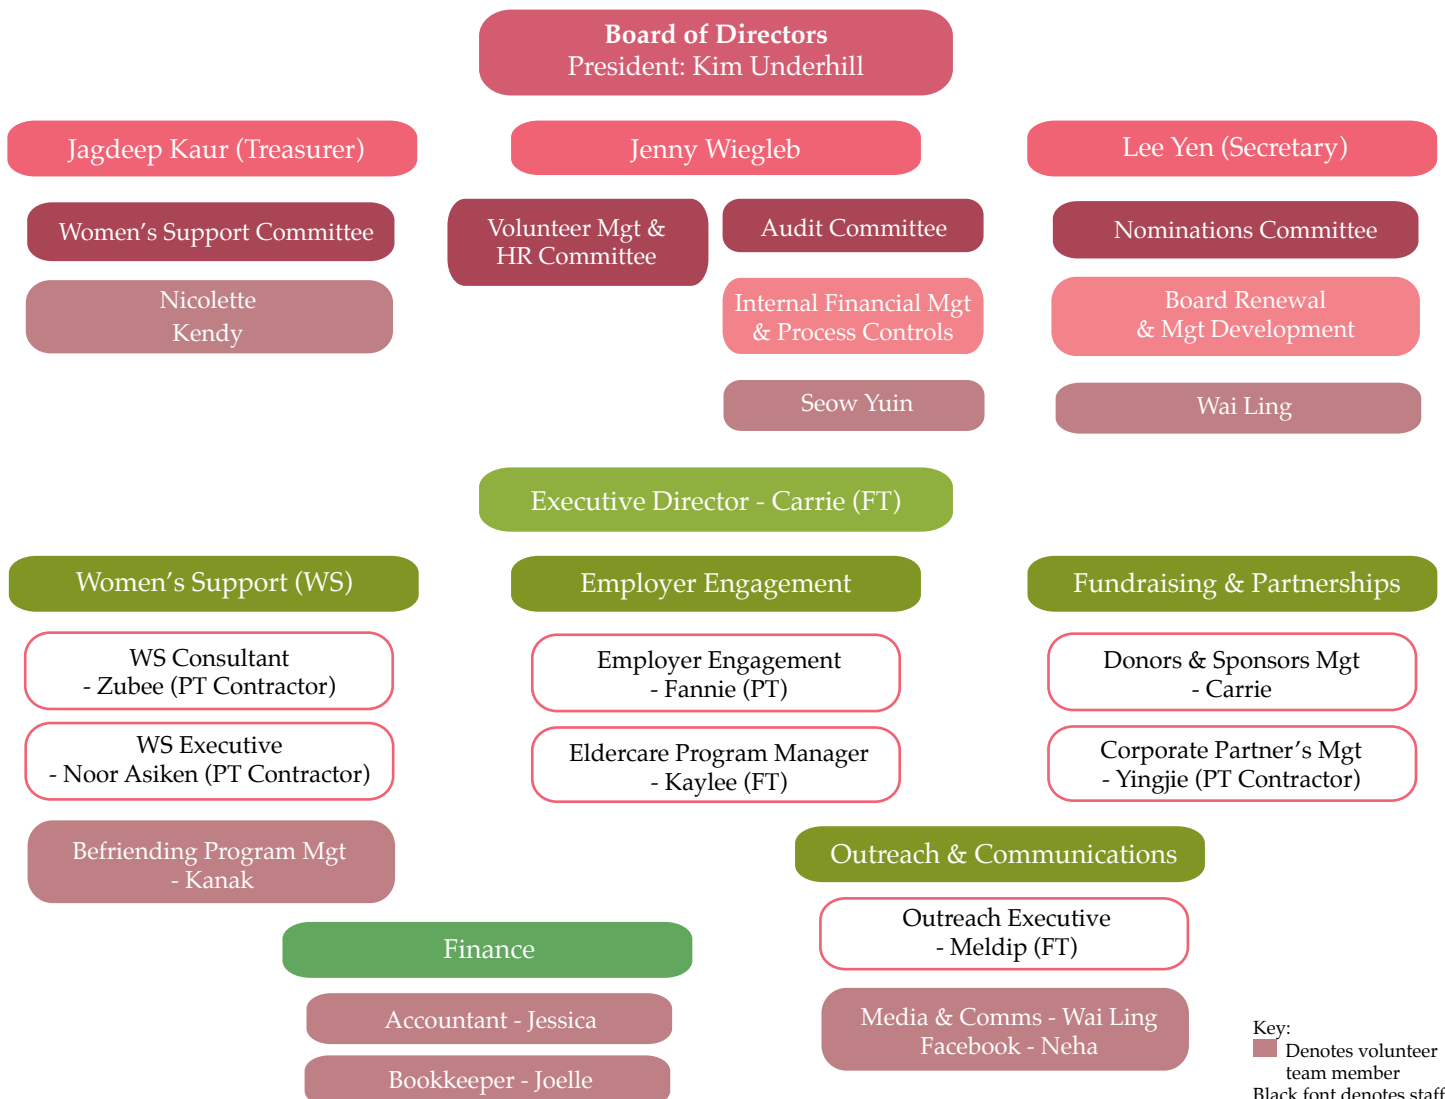 Board of Directors
President: Kim Underhill
Jagdeep Kaur (Treasurer)
Jenny Wiegleb
Lee Yen (Secretary)
Women's Support Committee
Nicolette
Kendy
Volunteer Mgt &
HR Committee
Audit Committee
Internal Financial Mgt
& Process Controls
Seow Yuin
Nominations Committee
Board Renewal
& Mgt Development
Wai Ling
Executive Director - Carrie (FT)
Women's Support (WS)
WS Consultant
- Zubee (PT Contractor)
WS Executive
- Noor Asiken (PT Contractor)
Befriending Program Mgt
- Kanak
Employer Engagement
Employer Engagement
- Fannie (PT)
Eldercare Program Manager
- Kaylee (FT)
Fundraising & Partnerships
Donors & Sponsors Mgt
- Carrie
Corporate Partner's Mgt
- Yingjie (PT Contractor)
Finance
Accountant - Jessica
Bookkeeper - Joelle
Outreach & Communications
Outreach Executive
- Meldip (FT)
Media & Comms - Wai Ling
Facebook - Neha
Key:
Denotes volunteer
team member
Black font denotes staff